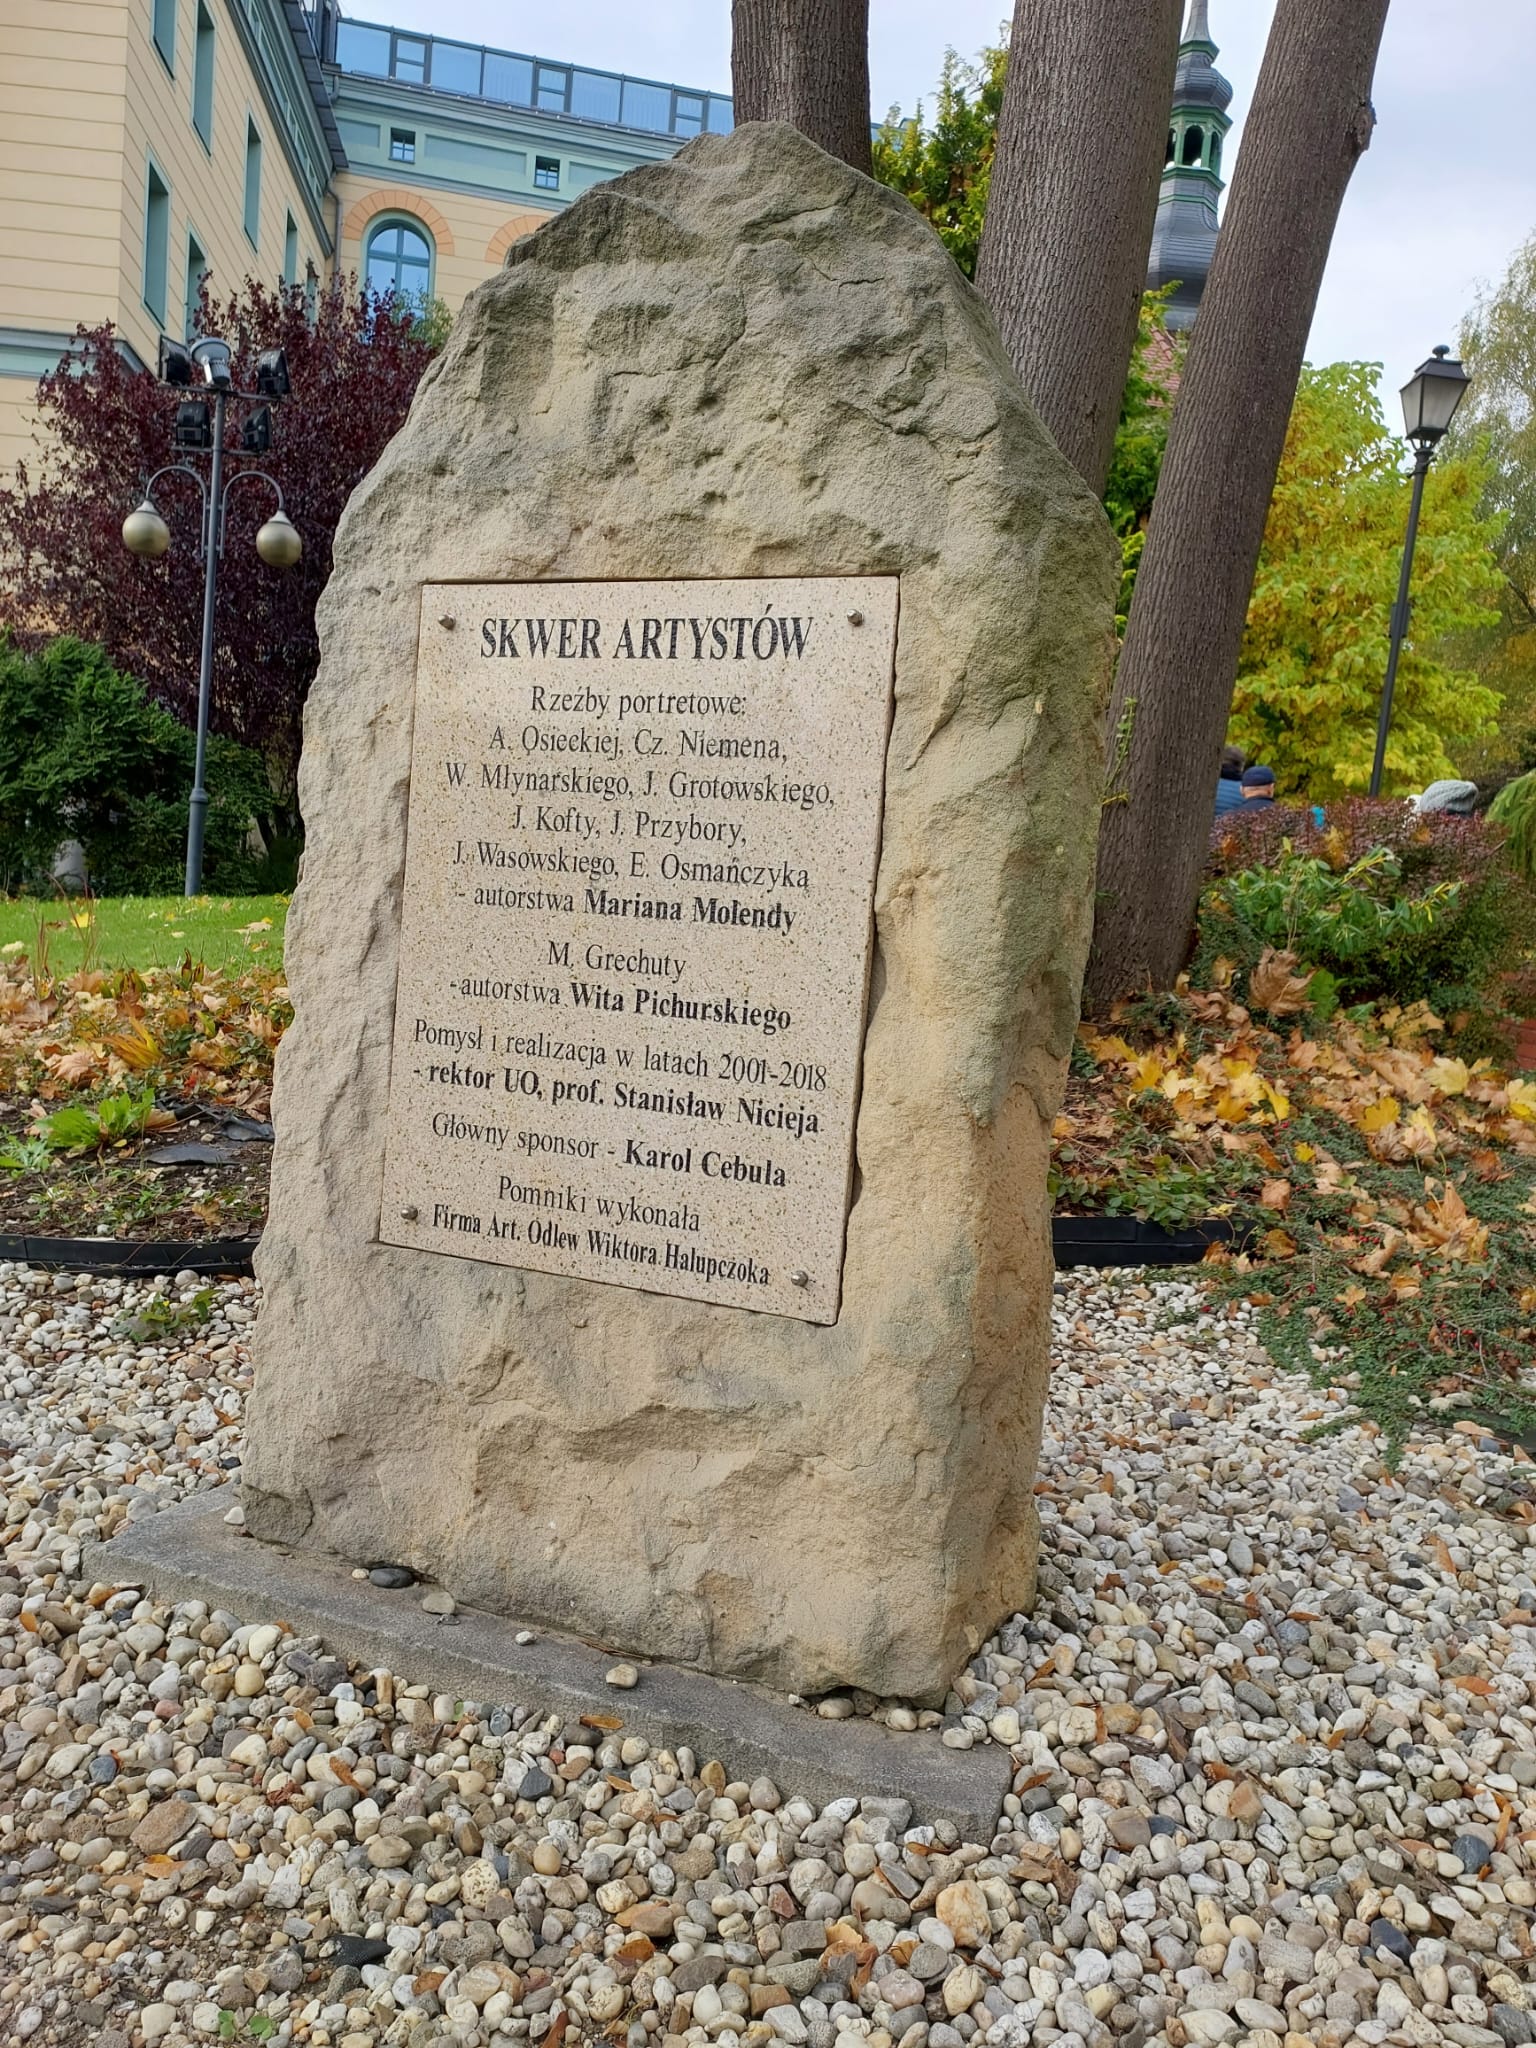 SKWER ARTYSTÓW
Rzeźby portretowe:
A. Osieckiej, Cz. Niemena,
W. Młynarskiego, J. Grotowskiego,
J. Kofty, J. Przybory,
J. Wasowskiego, E. Osmańczyka
- autorstwa Mariana Molendy
M. Grechuty
-autorstwa Wita Pichurskiego
Pomysł i realizacja w latach 2001-2018
- rektor UO, prof. Stanisław Nicieja
Główny sponsor - Karol Cebula
Pomniki wykonała
Firma Art. Odlew Wiktora Halupczoka